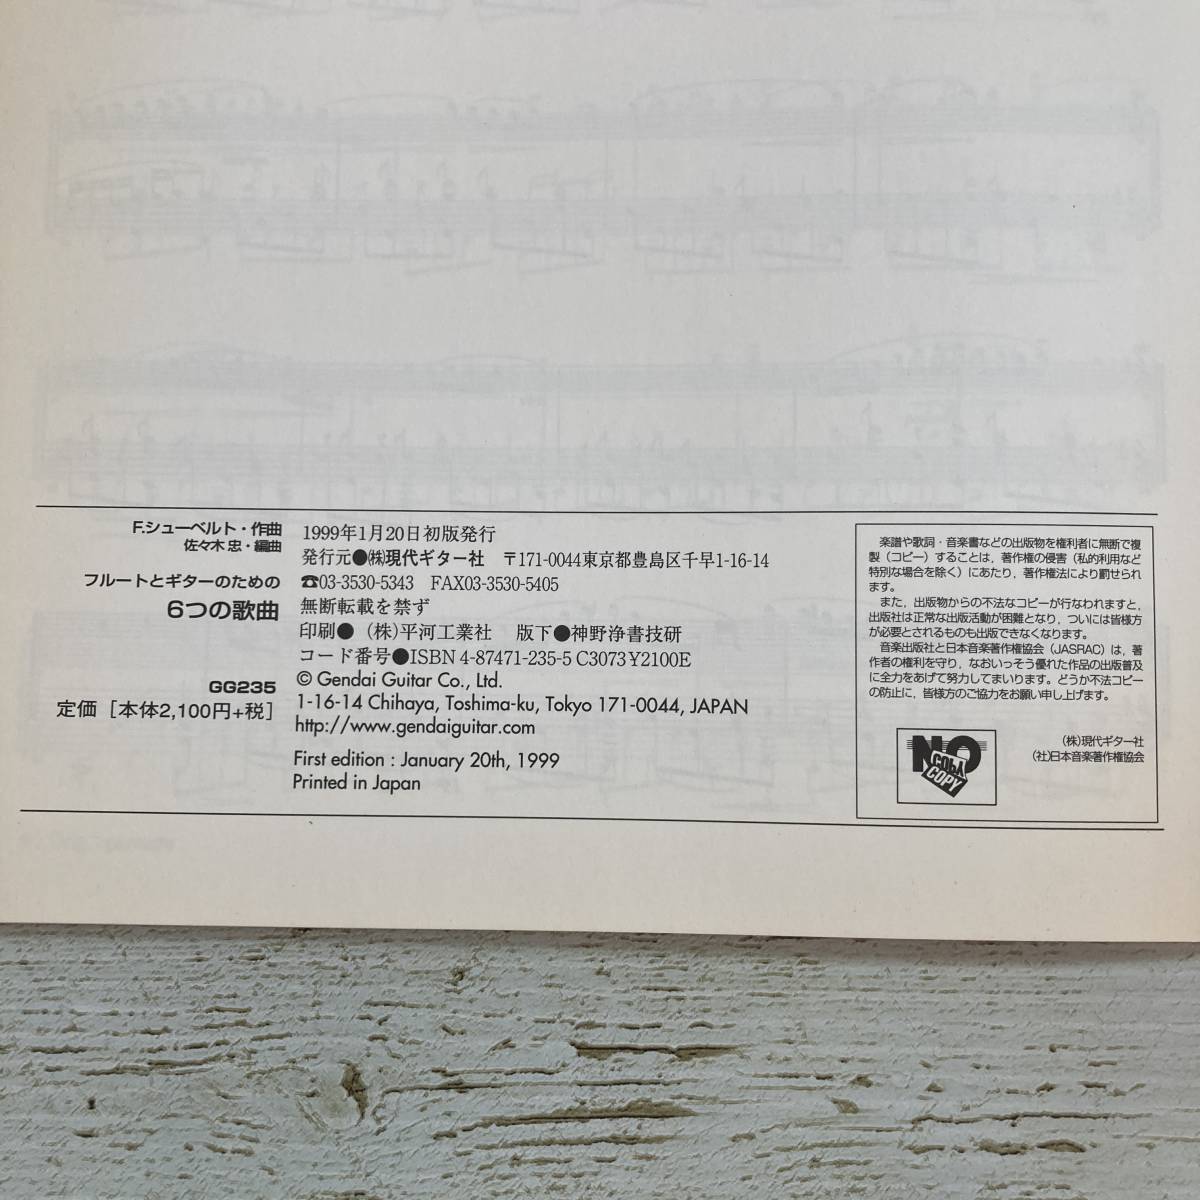 F.シューベルト・作曲
佐々木 忠・編曲
フルートとギターのための
6つの歌曲
GG235
定価 [本体2,100円+税]
1999年1月20日初版発行
発行元●㈱現代ギター社 〒171-0044東京都豊島区千早1-16-14
☎03-3530-5343 FAX03-3530-5405
無断転載を禁ず
印刷●（株）平河工業社 版下●神野浄書技研
コード番号●ISBN 4-87471-235-5 C3073 Y2100E
© Gendai Guitar Co., Ltd.
1-16-14 Chihaya, Toshima-ku, Tokyo 171-0044, JAPAN
http://www.gendaiguitar.com
First edition : January 20th, 1999
Printed in Japan
楽譜や歌詞・音楽書などの出版物を権利者に無断で複
製（コピー）することは，著作権の侵害（私的利用など
特別な場合を除く）にあたり，著作権法により罰せられ
ます。
また，出版物からの不法なコピーが行なわれますと，
出版社は正常な出版活動が困難となり，ついには皆様方
が必要とされるものも出版できなくなります。
音楽出版社と日本音楽著作権協会（JASRAC）は，著
作者の権利を守り，なおいっそう優れた作品の出版普及
に全力をあげて努力してまいります。どうか不法コピー
の防止に，皆様方のご協力をお願い申し上げます。
（株）現代ギター社
（社）日本音楽著作権協会
NO
COPY
COPY